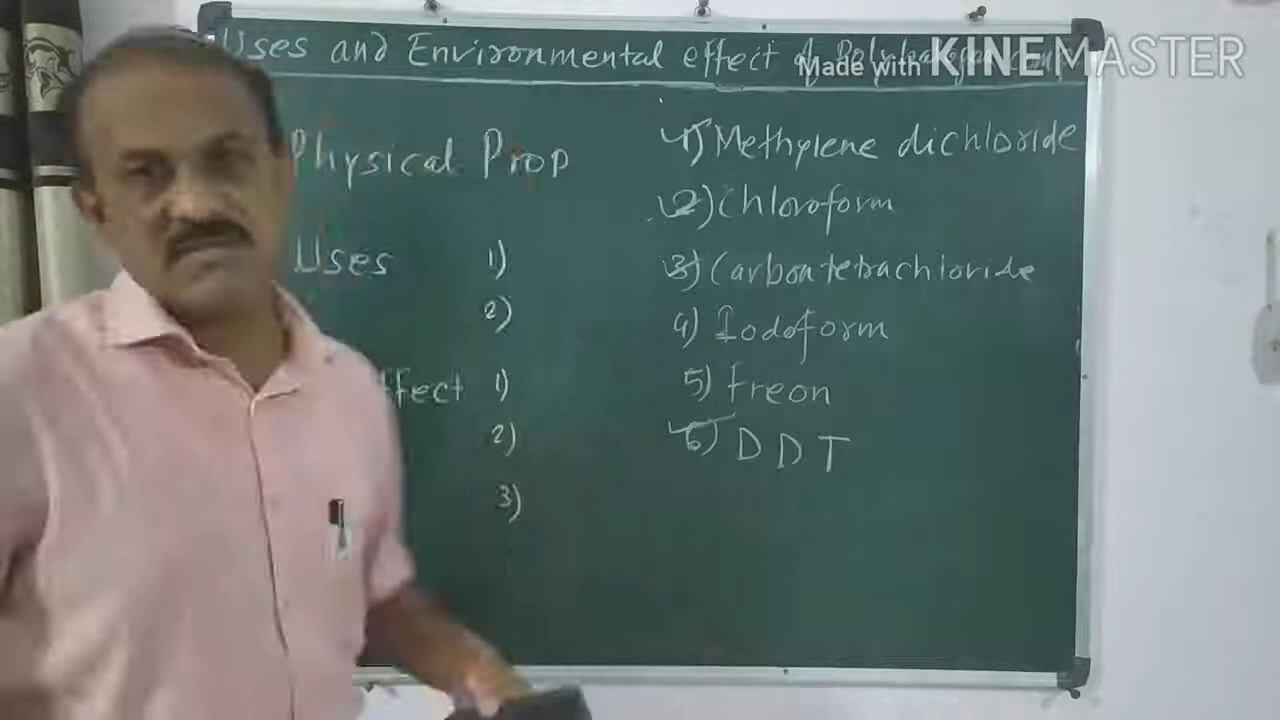 Uses and Environmental effect of
Made with KINEMASTER
Physical Prop
Uses 1)
2)
ffect 1)
2)
3)
1) Methylene dichloride
2) Chloroform
3) Carbontetrachloride
4) Iodoform
5) freon
6) DDT